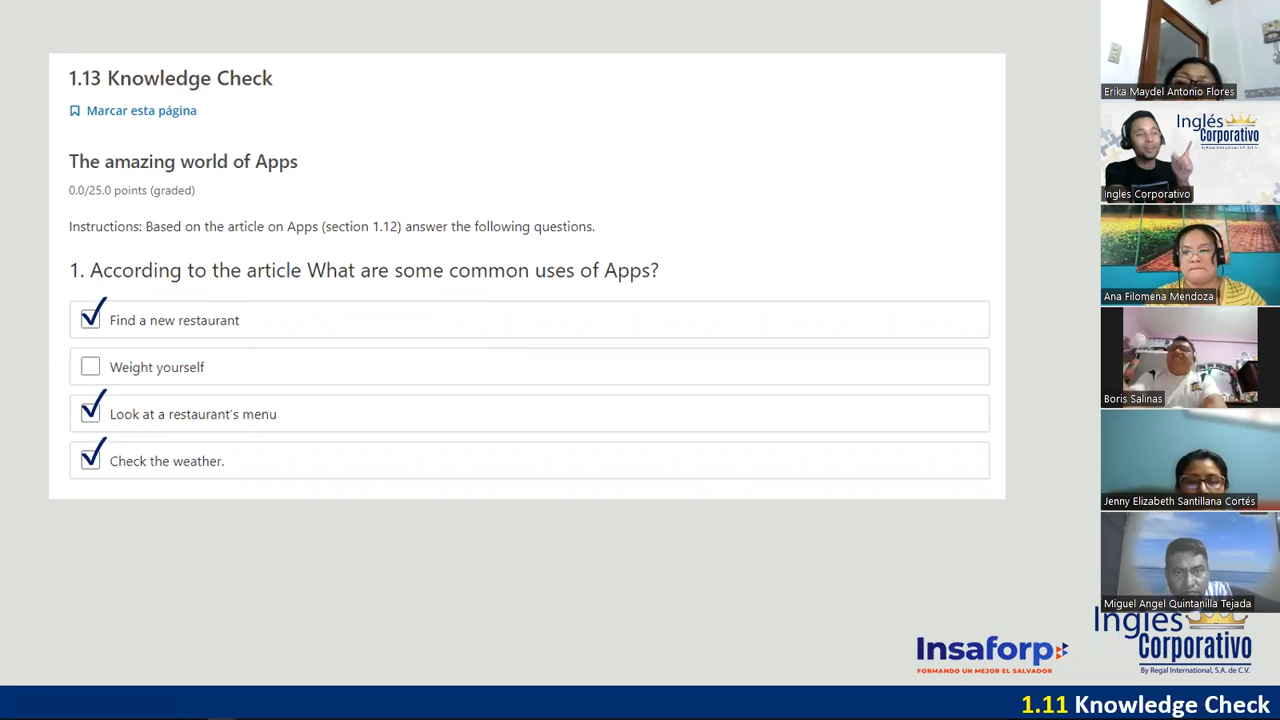 1.13 Knowledge Check
Marcar esta página
The amazing world of Apps
0.0/25.0 points (graded)
Instructions: Based on the article on Apps (section 1.12) answer the following questions.
1. According to the article What are some common uses of Apps?
Find a new restaurant
Weight yourself
Look at a restaurant's menu
Check the weather.
Erika Maydel Antonio Flores
Inglés
Corporativo
By Regal International, S.A. de C.V.
Ingles Corporativo
Ana Filomena Mendoza
Boris Salinas
Jenny Elizabeth Santillana Cortés
Miguel Angel Quintanilla Tejada
Insaforp
FORMANDO UN MEJOR EL SALVADOR
Inglés
Corporativo
By Regal International, S.A. de C.V.
1.11 Knowledge Check